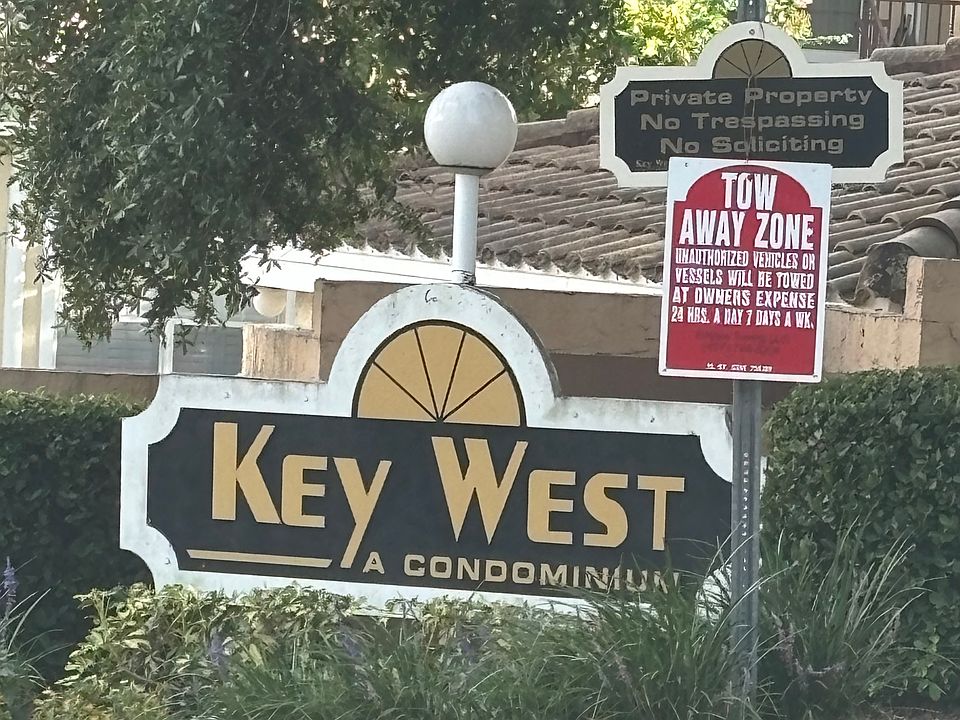 Private Property
No Trespassing
No Soliciting
Key
TOW
AWAY ZONE
UNAUTHORIZED VEHICLES OR
VESSELS WILL BE TOWED
AT OWNERS EXPENSE
24 HRS. A DAY 7 DAYS A WK.
KEY WEST
A CONDOMINIUM